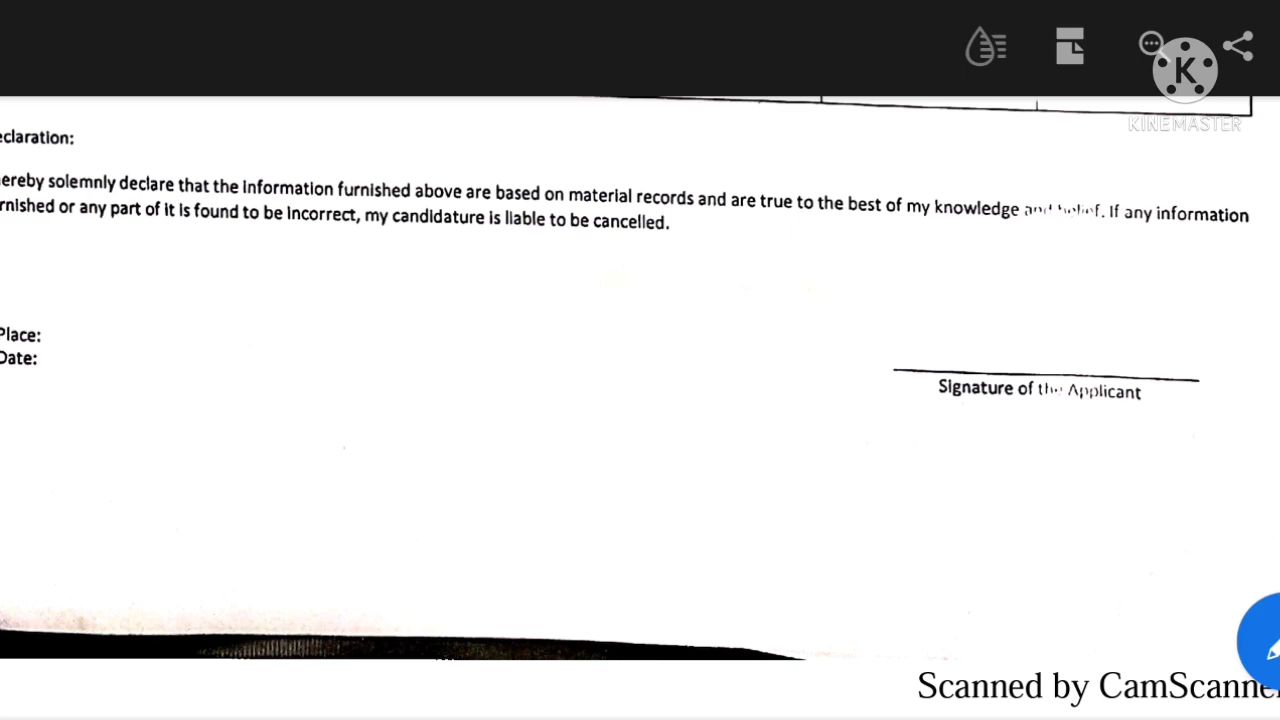 K
KINEMASTER
eclaration:
ereby solemnly declare that the information furnished above are based on material records and are true to the best of my knowledge and belief. If any information
rnished or any part of it is found to be incorrect, my candidature is liable to be cancelled.
Place:
Date:
Signature of the Applicant
Scanned by CamScanne